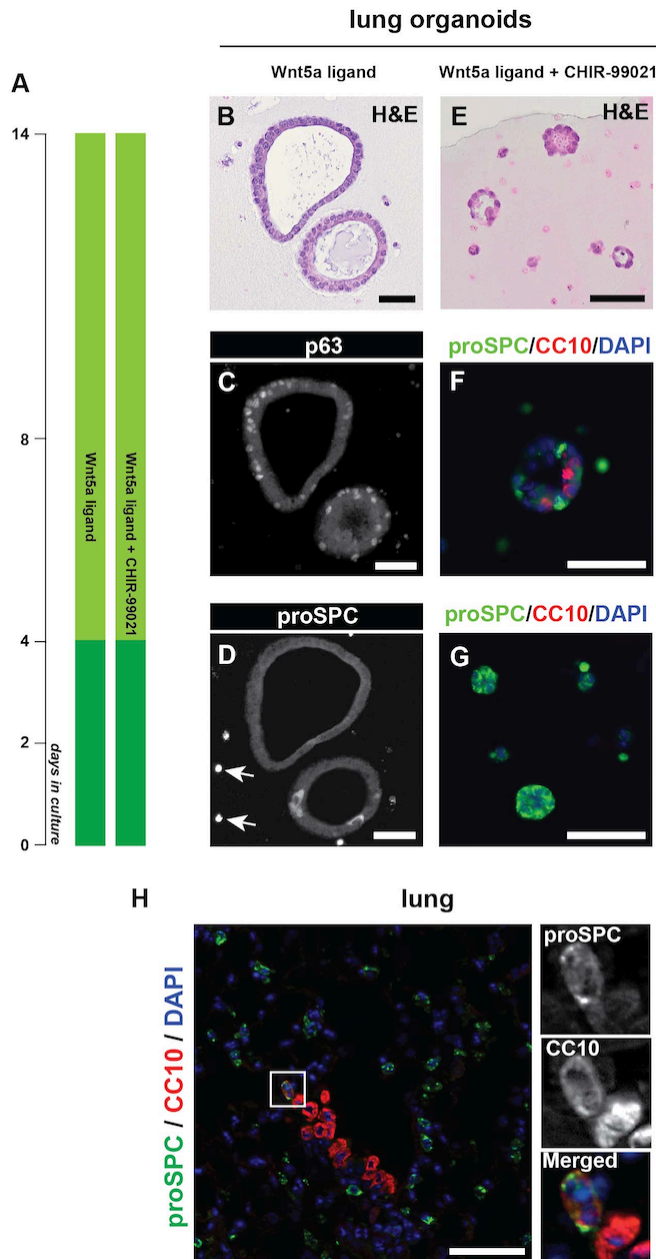 lung organoids
Wnt5a ligand
Wnt5a ligand + CHIR-99021
A
14
8
4
2
0
days in culture
Wnt5a ligand
Wnt5a ligand + CHIR-99021
B
H&E
E
H&E
p63
C
proSPC/CC10/DAPI
F
proSPC
D
proSPC/CC10/DAPI
G
H
lung
proSPC / CC10 / DAPI
proSPC
CC10
Merged